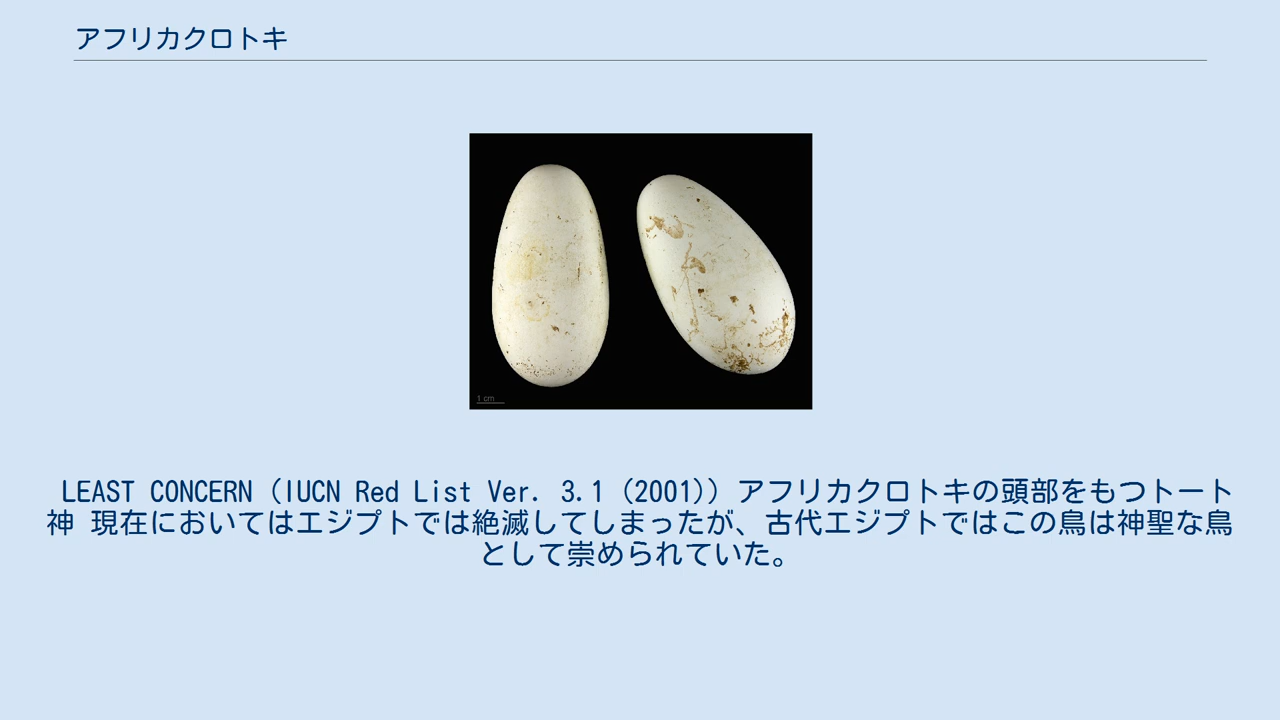 アフリカクロトキ
1 cm
LEAST CONCERN (IUCN Red List Ver. 3.1 (2001)) アフリカクロトキの頭部をもつトート
神 現在においてはエジプトでは絶滅してしまったが、古代エジプトではこの鳥は神聖な鳥
として崇められていた。